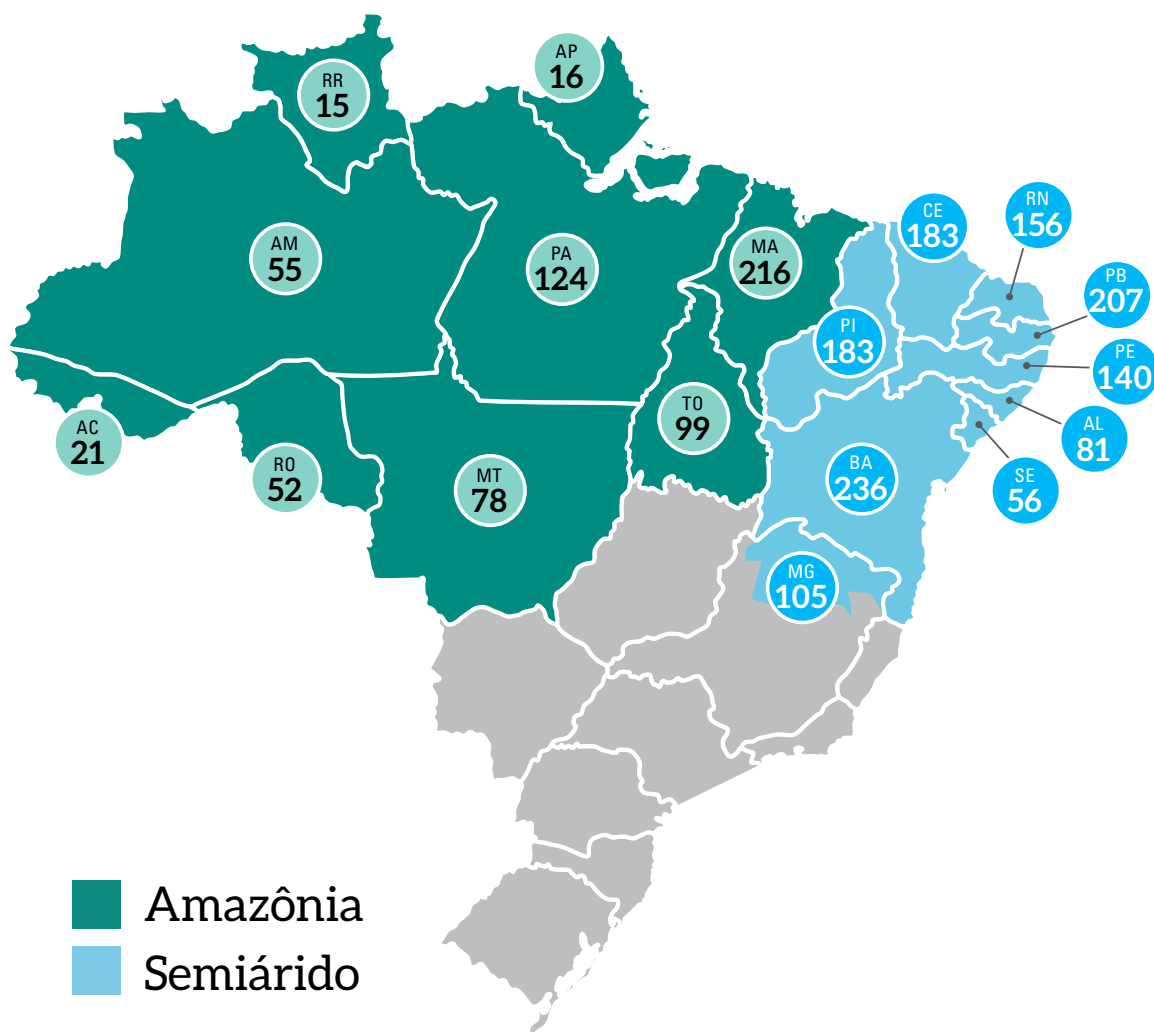 AP
16
RR
15
AM
55
PA
124
MA
216
CE
183
RN
156
PB
207
PI
183
PE
140
TO
99
AL
81
AC
21
RO
52
MT
78
BA
236
SE
56
MG
105
Amazônia
Semiárido